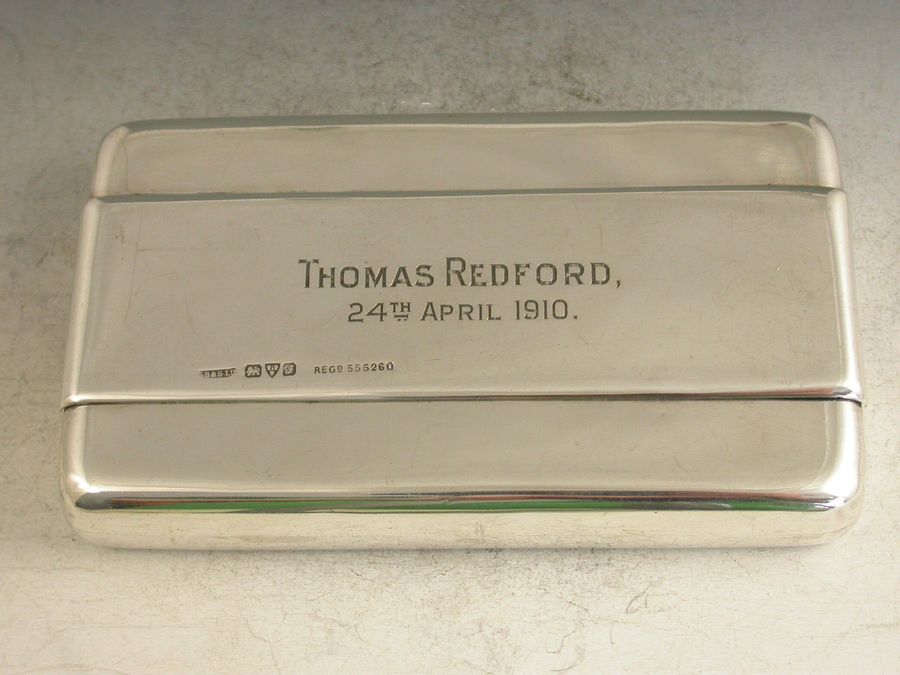 THOMAS REDFORD,
24TH APRIL 1910.
REGD 555260